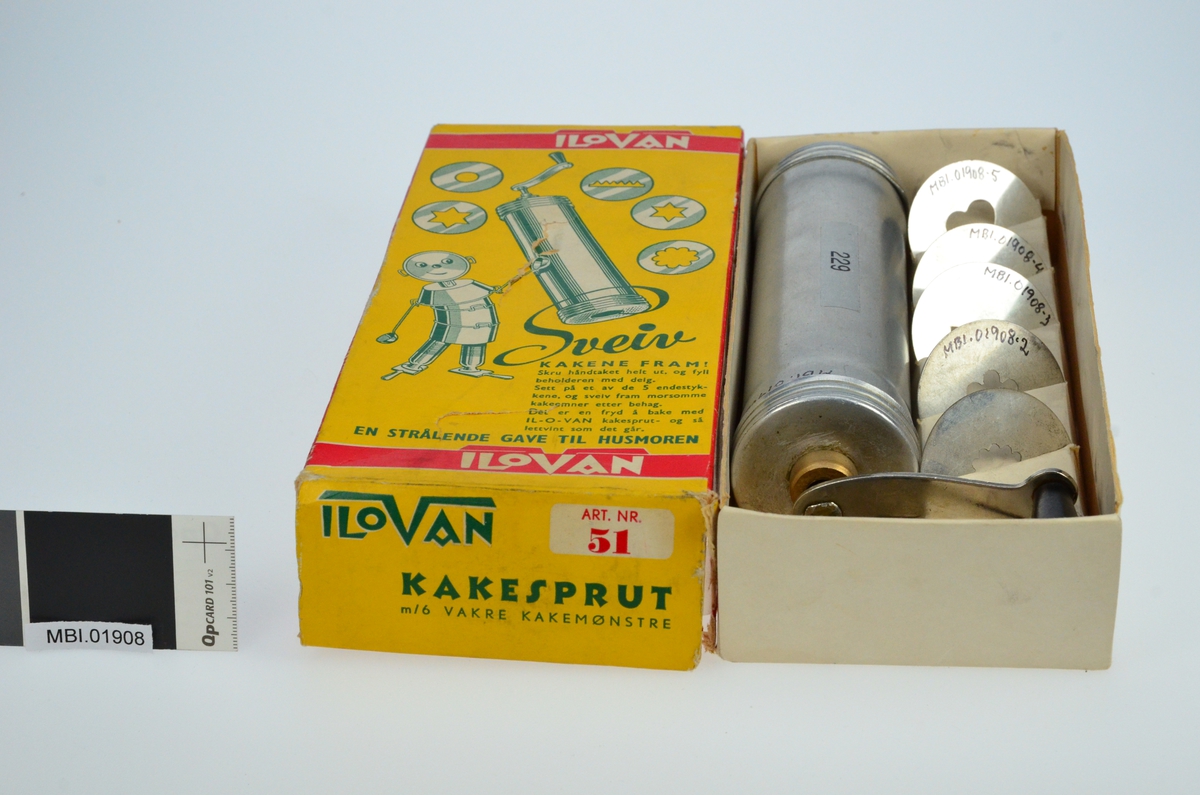 ILOVAN
Sveiv
KAKENE FRAM!
Skru håndtaket helt ut, og fyll
beholderen med deig.
Sett på et av de 5 endestyk-
kene, og sveiv fram morsomme
kakeomner etter behag.
Det er en fryd å bake med
IL-O-VAN kakesprut- og så
lettvint som det går.
EN STRÅLENDE GAVE TIL HUSMOREN
ILOVAN
ILOVAN
ART. NR.
51
KAKESPRUT
m/6 VAKRE KAKEMØNSTRE
229
MBI.01908-5
MBI.01908-4
MBI.01908-3
MBI.01908-2
QPCARD 101 v2
MBI.01908